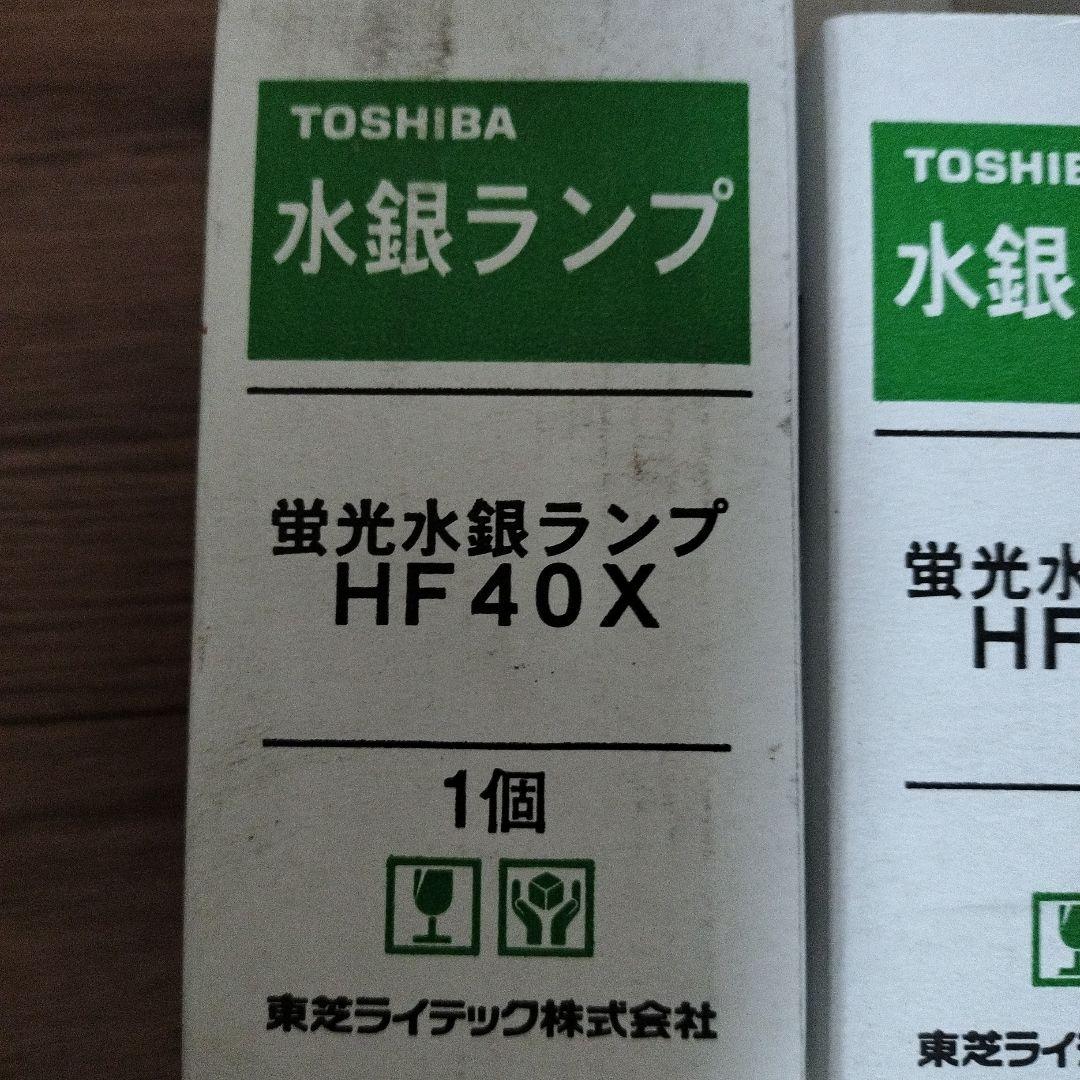 TOSHIBA
水銀ランプ
蛍光水銀ランプ
HF40X
1個
東芝ライテック株式会社
TOSHIB
水銀
蛍光水
HF
東芝ライ